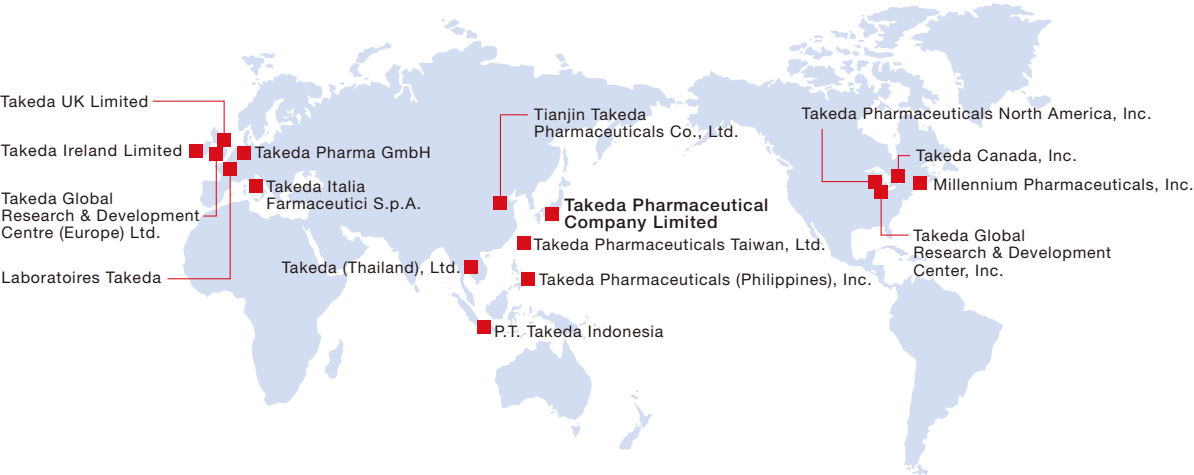 Takeda UK Limited
Takeda Ireland Limited
Takeda Pharma GmbH
Takeda Italia
Farmaceutici S.p.A.
Takeda Global
Research & Development
Centre (Europe) Ltd.
Laboratoires Takeda
Tianjin Takeda
Pharmaceuticals Co., Ltd.
Takeda Pharmaceutical
Company Limited
Takeda Pharmaceuticals Taiwan, Ltd.
Takeda (Thailand), Ltd.
Takeda Pharmaceuticals (Philippines), Inc.
P.T. Takeda Indonesia
Takeda Pharmaceuticals North America, Inc.
Takeda Canada, Inc.
Millennium Pharmaceuticals, Inc.
Takeda Global
Research & Development
Center, Inc.